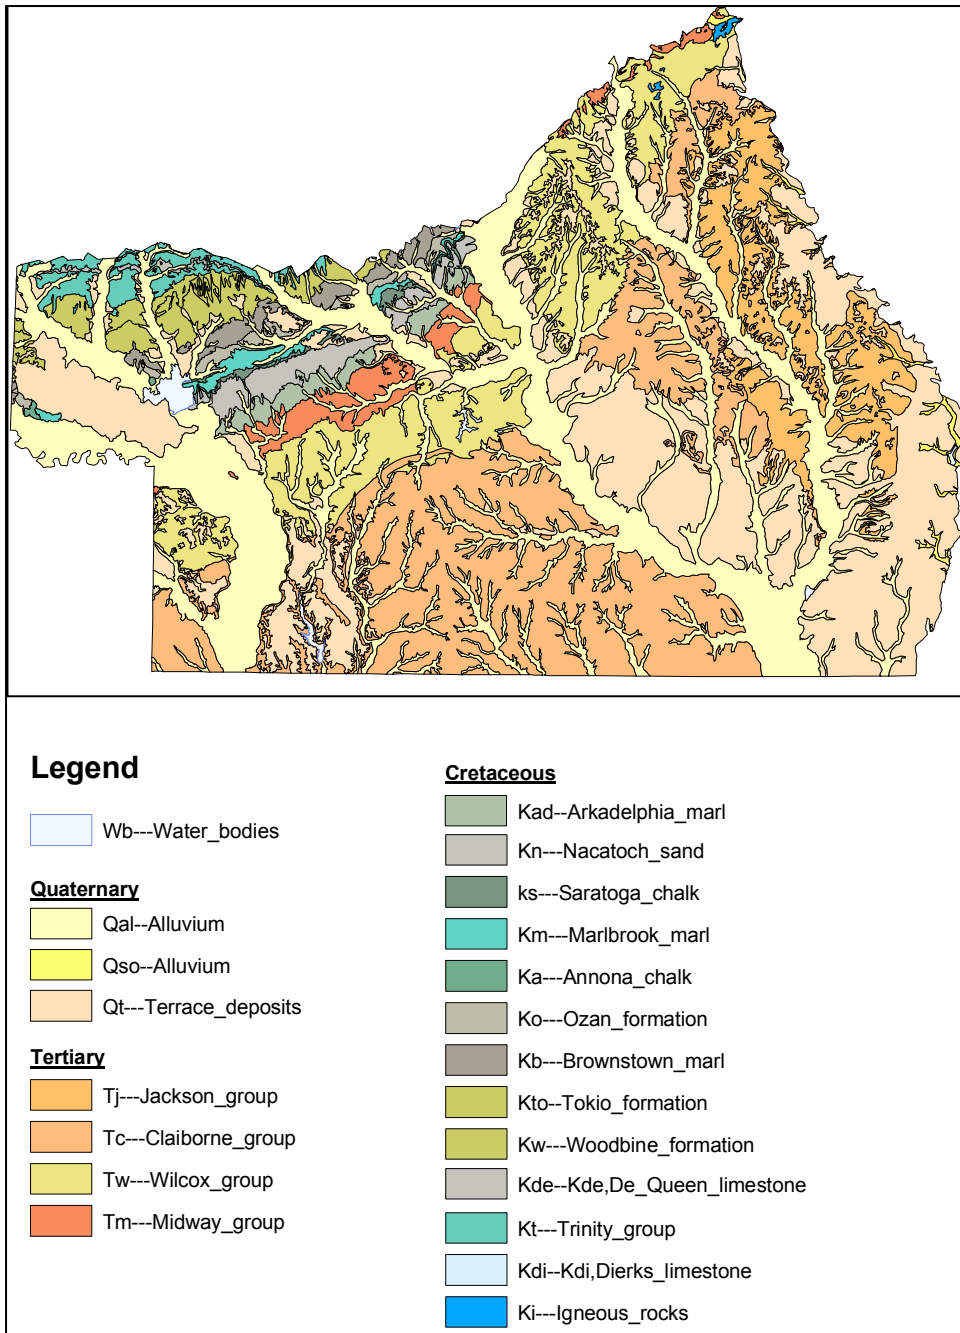 Legend
Wb---Water_bodies
Quaternary
Qal--Alluvium
Qso--Alluvium
Qt---Terrace_deposits
Tertiary
Tj---Jackson_group
Tc---Claiborne_group
Tw---Wilcox_group
Tm---Midway_group
Cretaceous
Kad--Arkadelphia_marl
Kn---Nacatoch_sand
ks---Saratoga_chalk
Km---Marlbrook_marl
Ka---Annona_chalk
Ko---Ozan_formation
Kb---Brownstown_marl
Kto--Tokio_formation
Kw---Woodbine_formation
Kde--Kde,De_Queen_limestone
Kt---Trinity_group
Kdi--Kdi,Dierks_limestone
Ki---Igneous_rocks